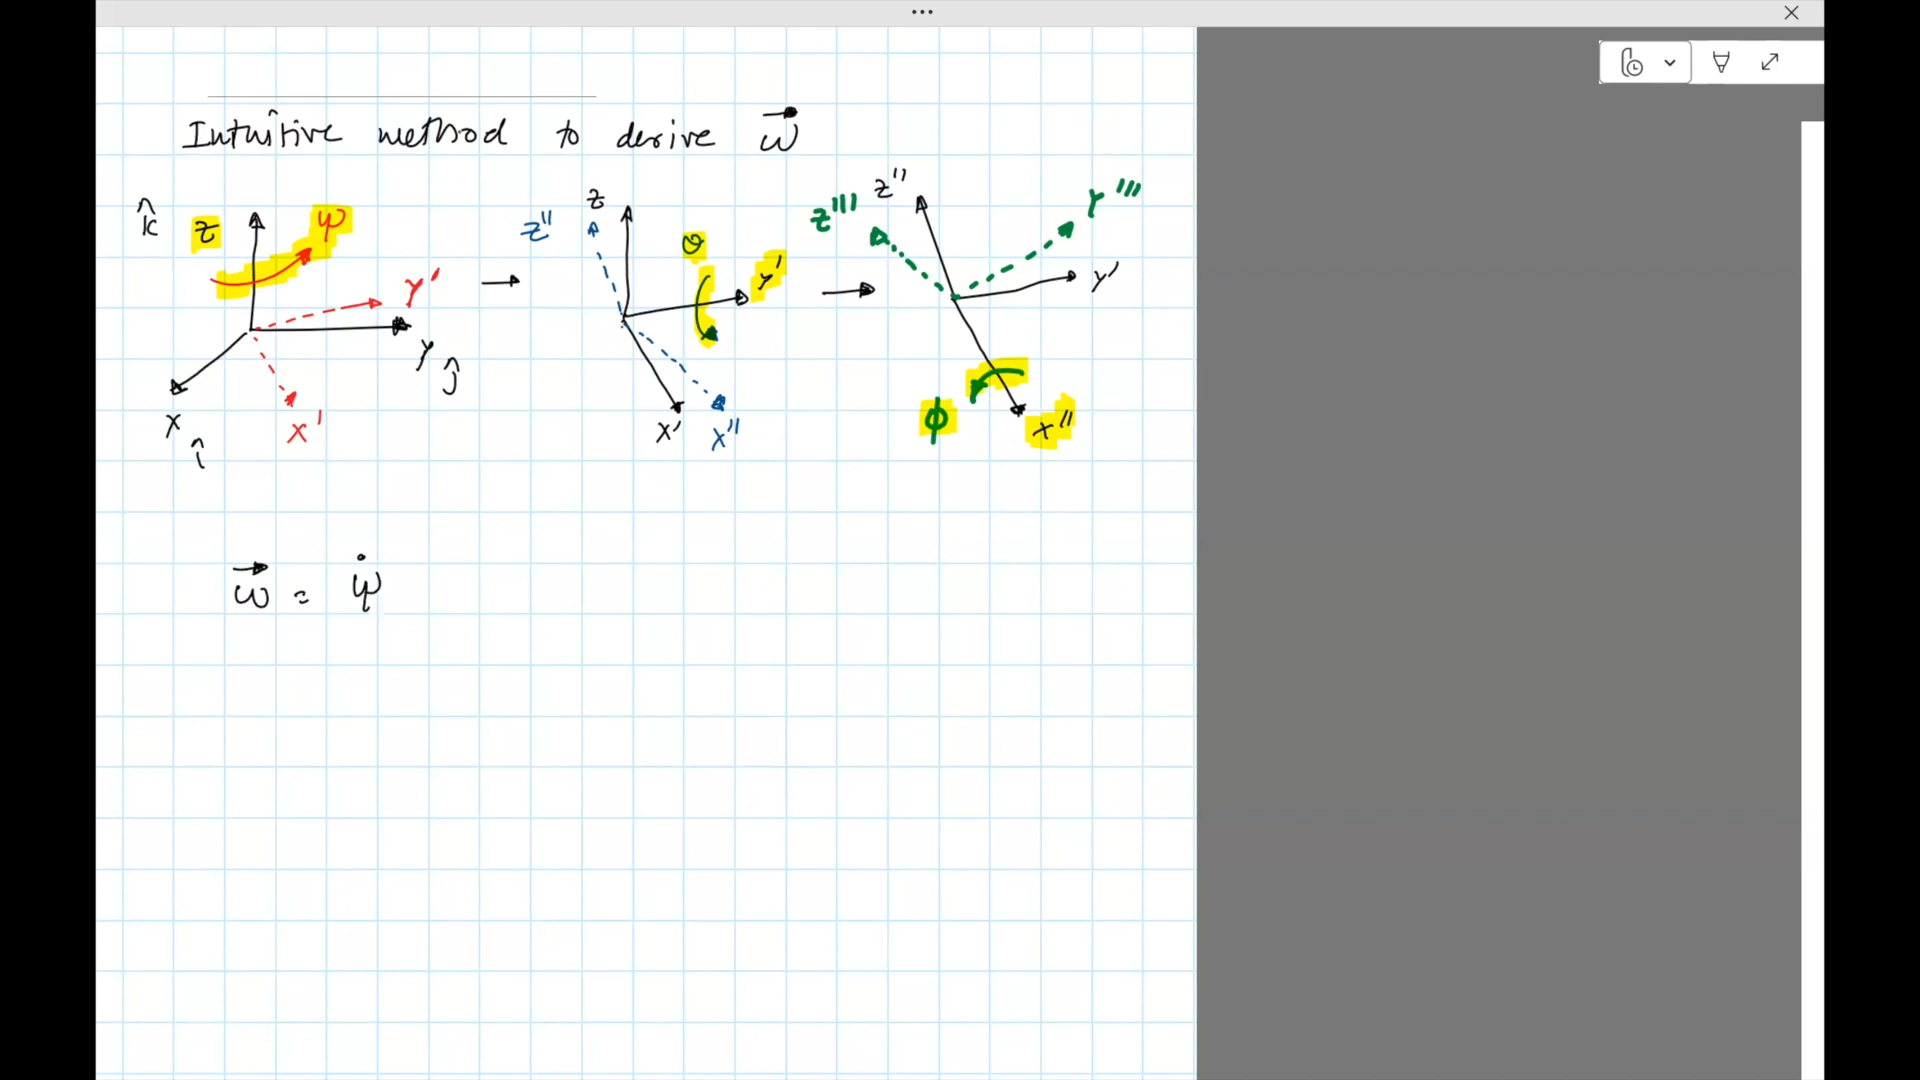 Intuitive method to derive ω⃗
k̂ z ψ z'' z θ z''' z'' Y'''
Y' y' y'
Y ĵ
x î x' x' x'' ϕ x''
ω⃗ = ψ̇